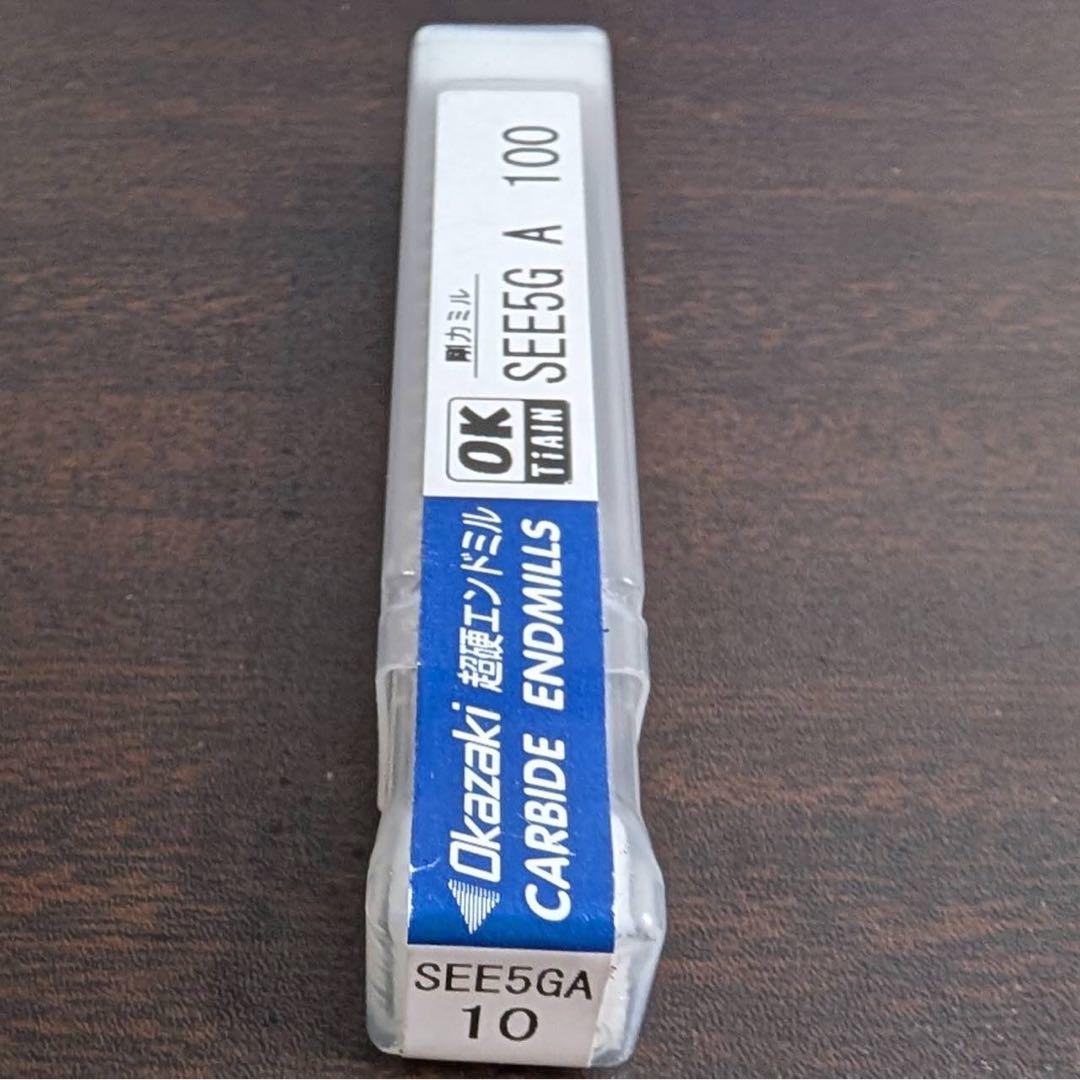 剛力ミル
SEE5G A 100
OK
TiAlN
Okazaki 超硬エンドミル
CARBIDE ENDMILLS
SEE5GA
10